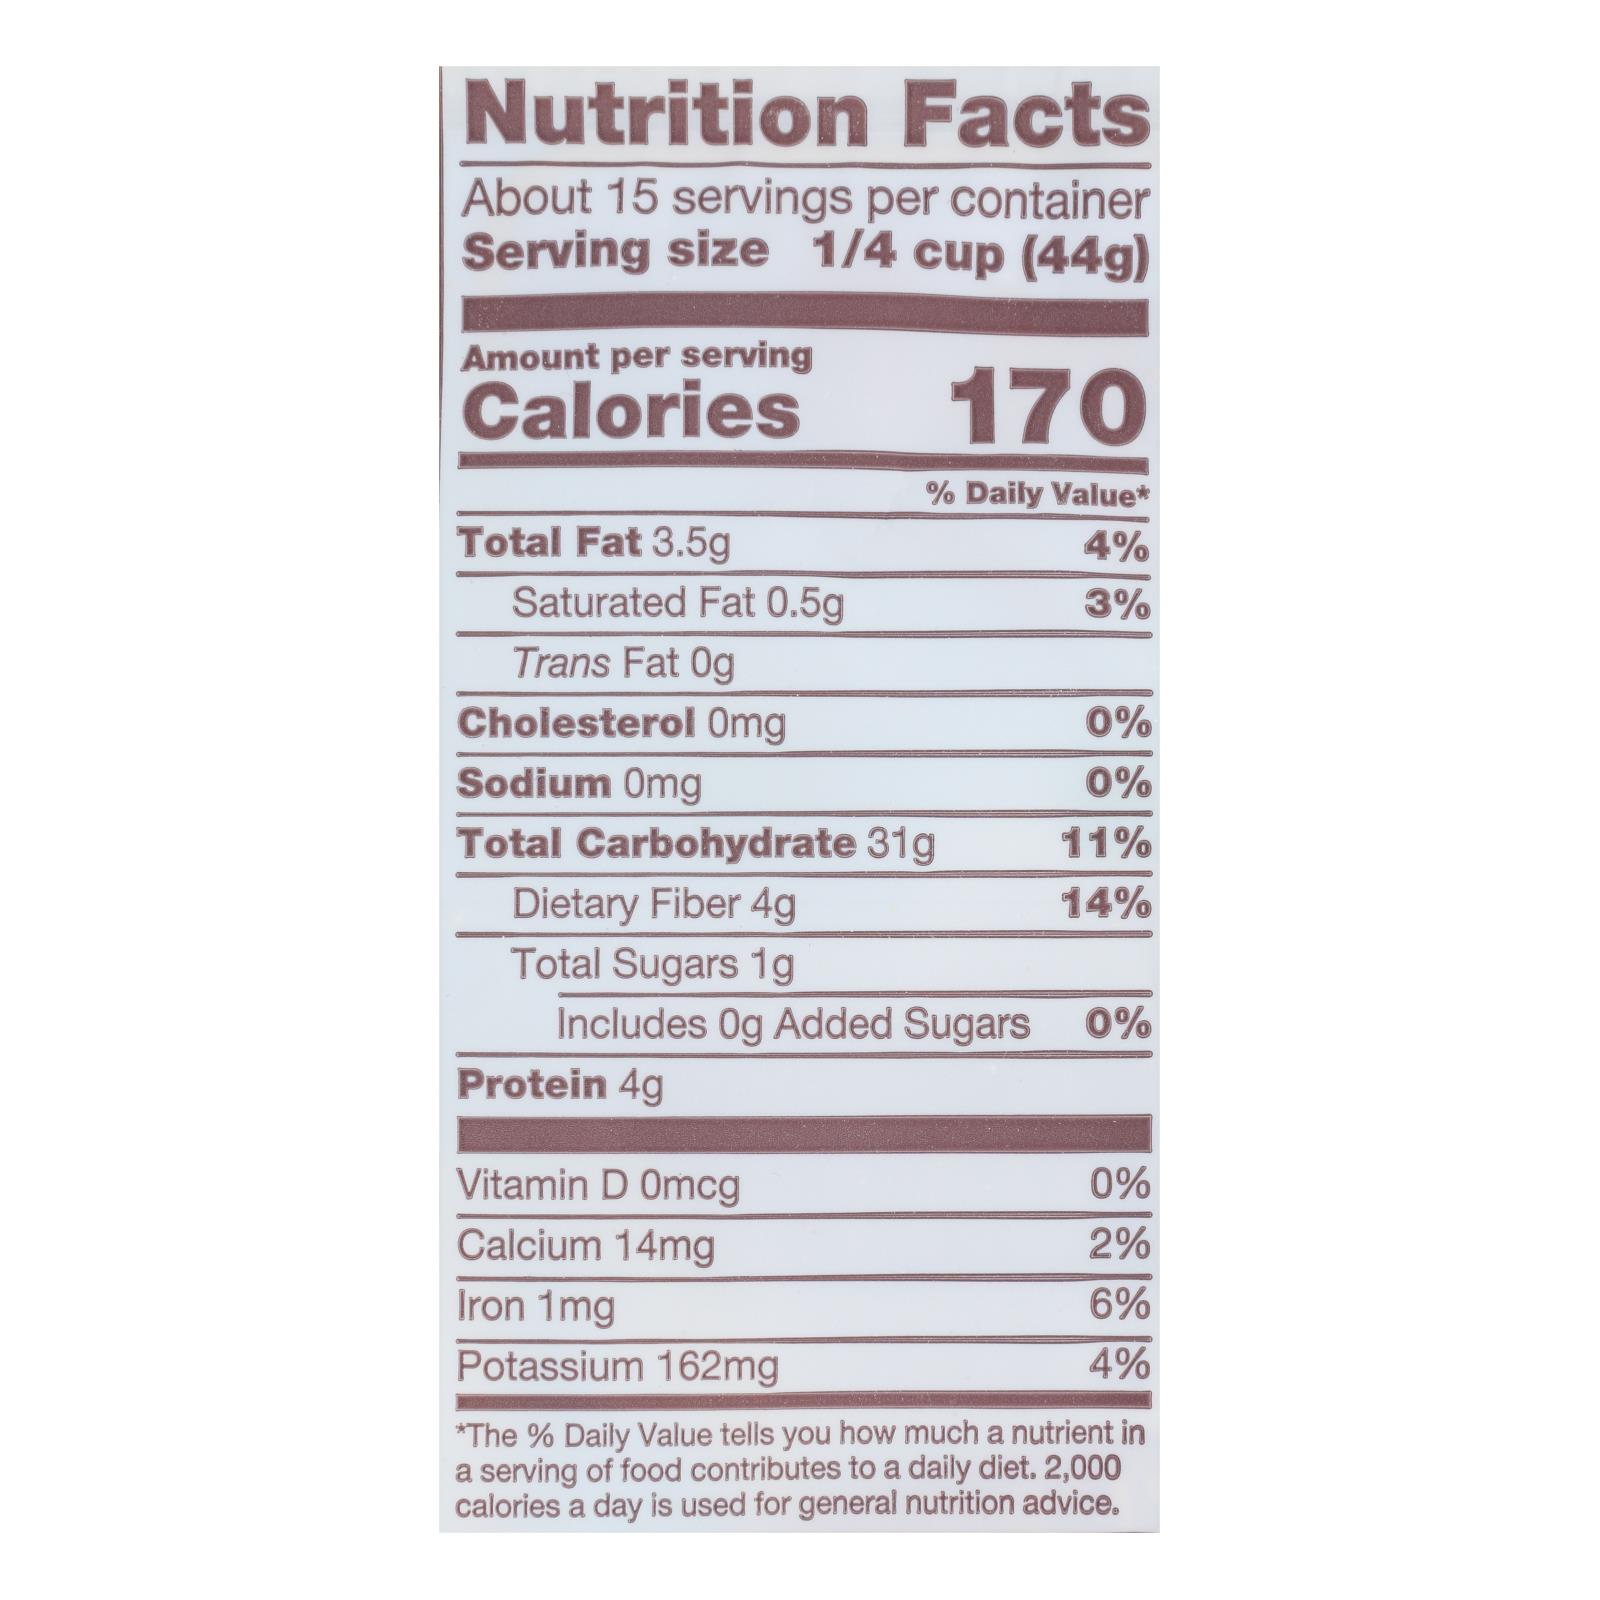 Nutrition Facts
About 15 servings per container
Serving size 1/4 cup (44g)
Amount per serving
Calories 170
% Daily Value*
Total Fat 3.5g 4%
Saturated Fat 0.5g 3%
Trans Fat 0g
Cholesterol 0mg 0%
Sodium 0mg 0%
Total Carbohydrate 31g 11%
Dietary Fiber 4g 14%
Total Sugars 1g
Includes 0g Added Sugars 0%
Protein 4g
Vitamin D 0mcg 0%
Calcium 14mg 2%
Iron 1mg 6%
Potassium 162mg 4%
*The % Daily Value tells you how much a nutrient in
a serving of food contributes to a daily diet. 2,000
calories a day is used for general nutrition advice.